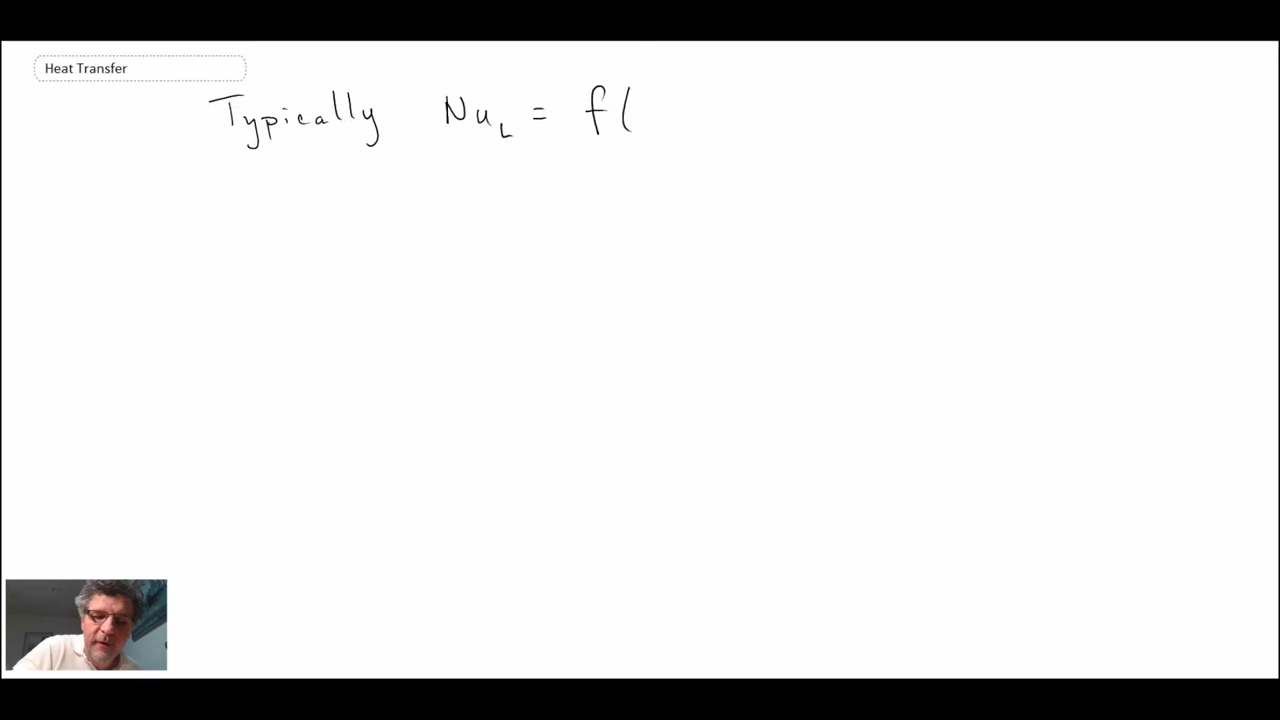 Heat Transfer
Typically Nu_L = f(